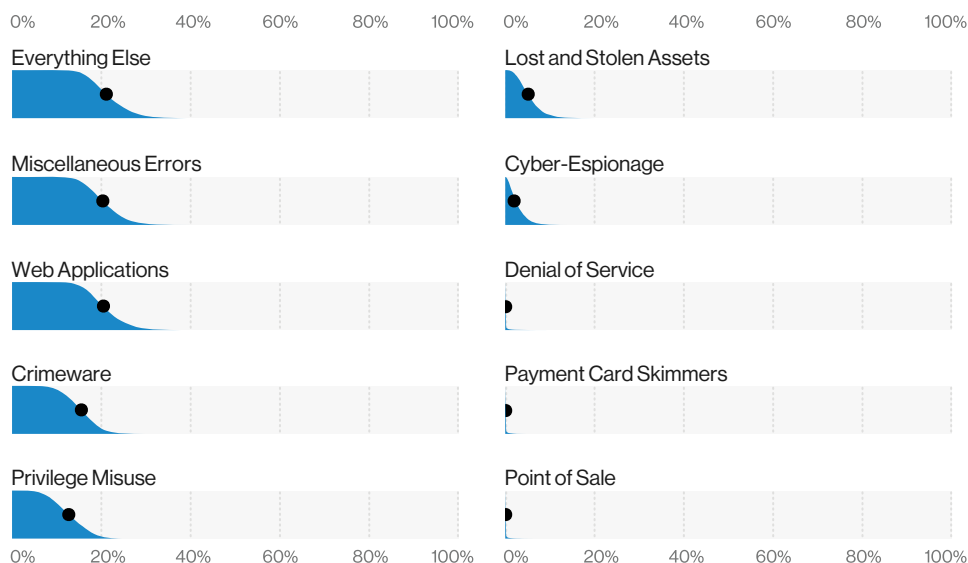 0% 20% 40% 60% 80% 100%
Everything Else
Miscellaneous Errors
Web Applications
Crimeware
Privilege Misuse
0% 20% 40% 60% 80% 100%
0% 20% 40% 60% 80% 100%
Lost and Stolen Assets
Cyber-Espionage
Denial of Service
Payment Card Skimmers
Point of Sale
0% 20% 40% 60% 80% 100%